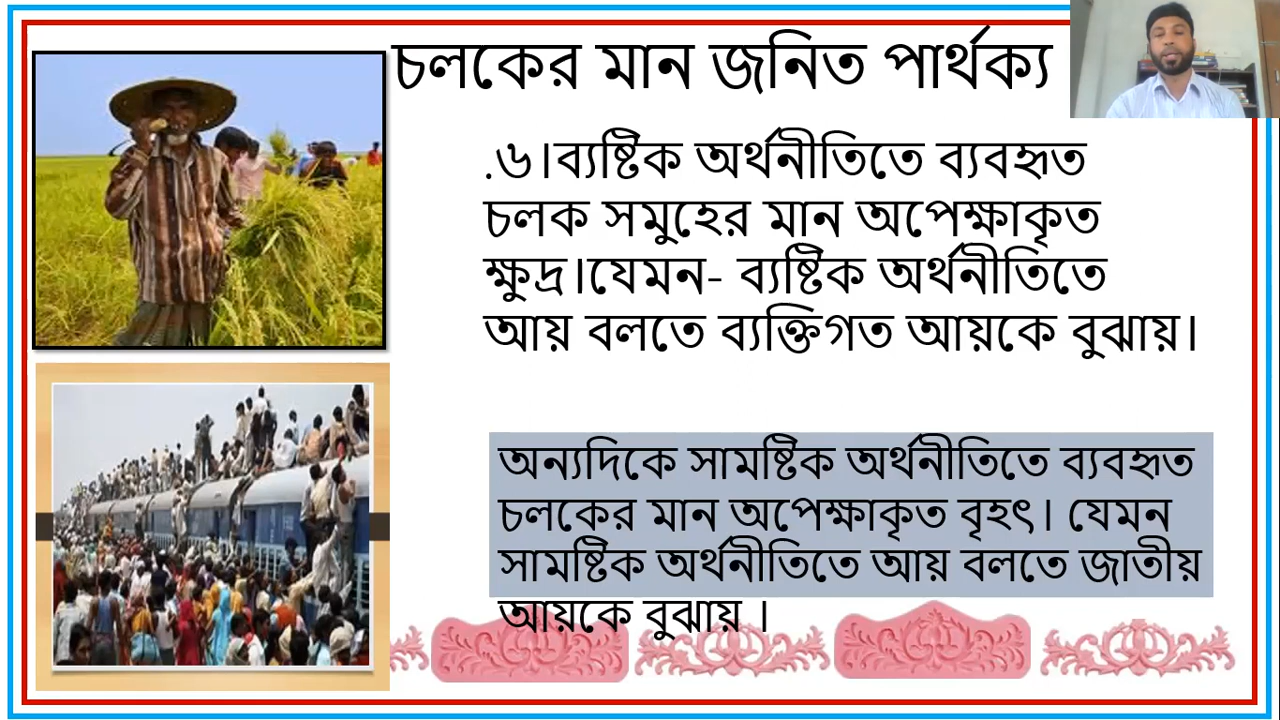 চলকের মান জনিত পার্থক্য
.৬।ব্যষ্টিক অর্থনীতিতে ব্যবহৃত
চলক সমুহের মান অপেক্ষাকৃত
ক্ষুদ্র।যেমন- ব্যষ্টিক অর্থনীতিতে
আয় বলতে ব্যক্তিগত আয়কে বুঝায়।
অন্যদিকে সামষ্টিক অর্থনীতিতে ব্যবহৃত
চলকের মান অপেক্ষাকৃত বৃহৎ। যেমন
সামষ্টিক অর্থনীতিতে আয় বলতে জাতীয়
আয়কে বুঝায় ।